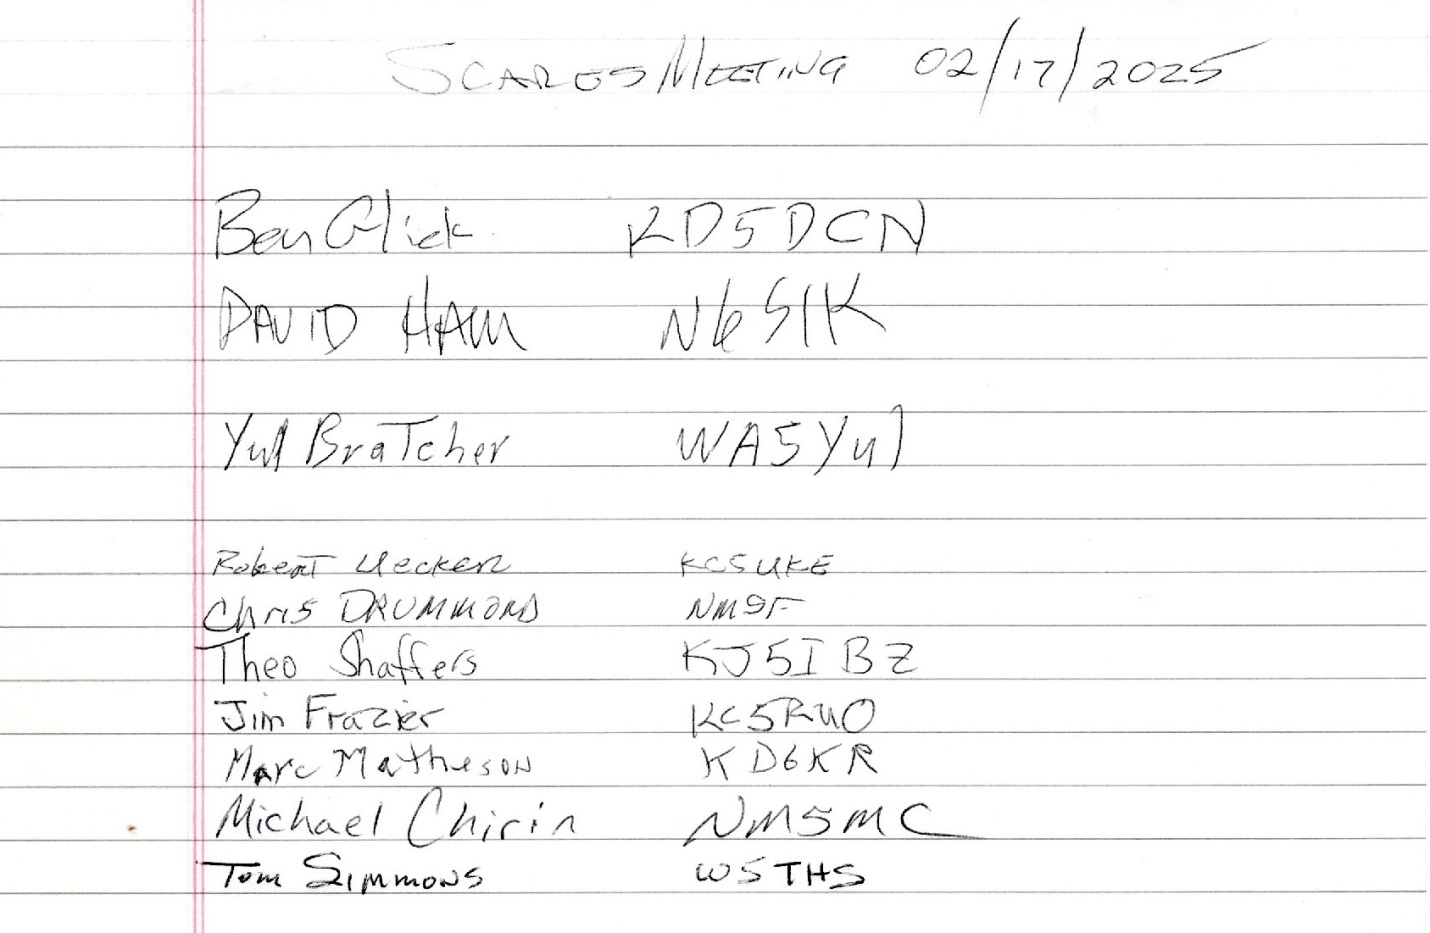 SCARES MEETING 02/17/2025
Ben Glick KD5DCN
DAVID HAM N6SIK
Yul BraTcher WA5Yul
Robert Uecker KC5UKE
Chris DRUMMOND NM9F
Theo Shaffers KJ5IBZ
Jim Frazier KC5RUO
Marc Matheson KD6KR
Michael Chirin NM5MC
Tom Simmons W5THS